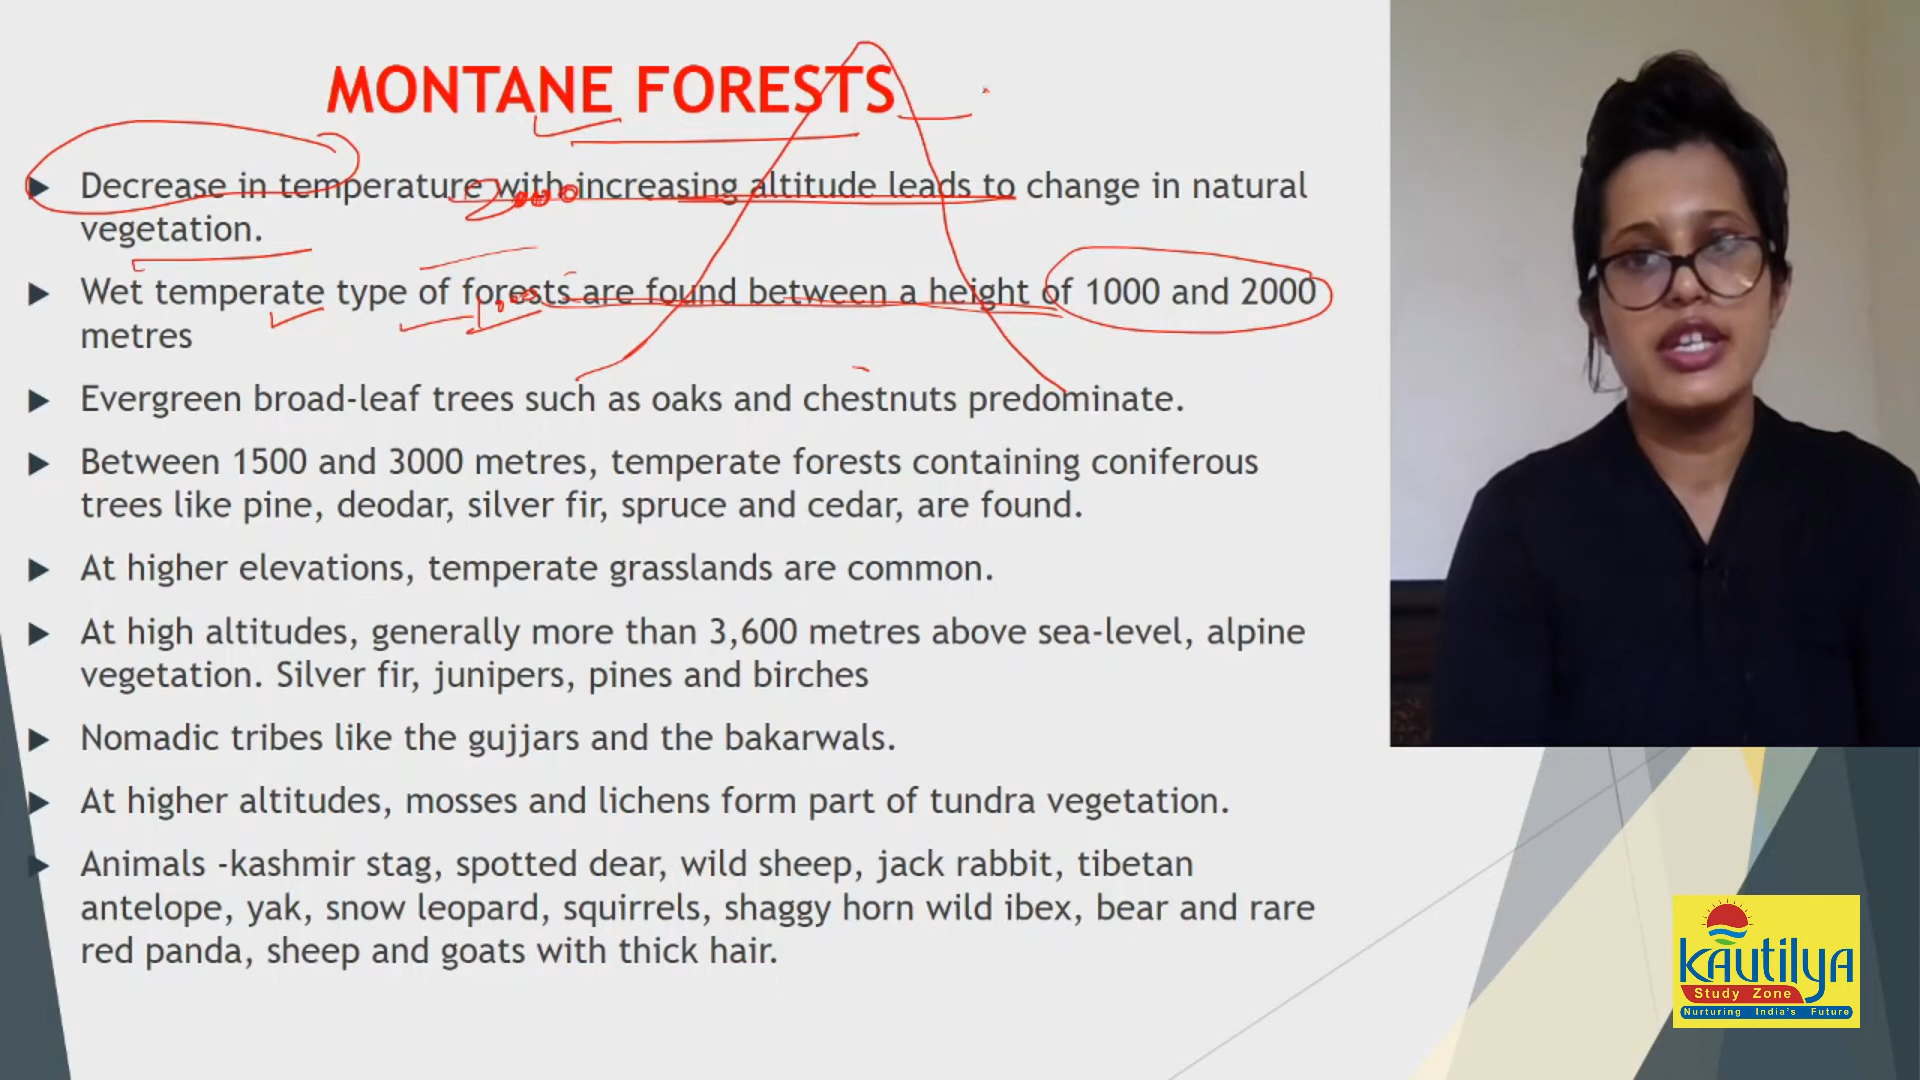 MONTANE FORESTS
Decrease in temperature with increasing altitude leads to change in natural
vegetation.
2000
Wet temperate type of forests are found between a height of 1000 and 2000
metres
1000
Evergreen broad-leaf trees such as oaks and chestnuts predominate.
Between 1500 and 3000 metres, temperate forests containing coniferous
trees like pine, deodar, silver fir, spruce and cedar, are found.
At higher elevations, temperate grasslands are common.
At high altitudes, generally more than 3,600 metres above sea-level, alpine
vegetation. Silver fir, junipers, pines and birches
Nomadic tribes like the gujjars and the bakarwals.
At higher altitudes, mosses and lichens form part of tundra vegetation.
Animals -kashmir stag, spotted dear, wild sheep, jack rabbit, tibetan
antelope, yak, snow leopard, squirrels, shaggy horn wild ibex, bear and rare
red panda, sheep and goats with thick hair.
Kautilya
Study Zone
Nurturing India's Future